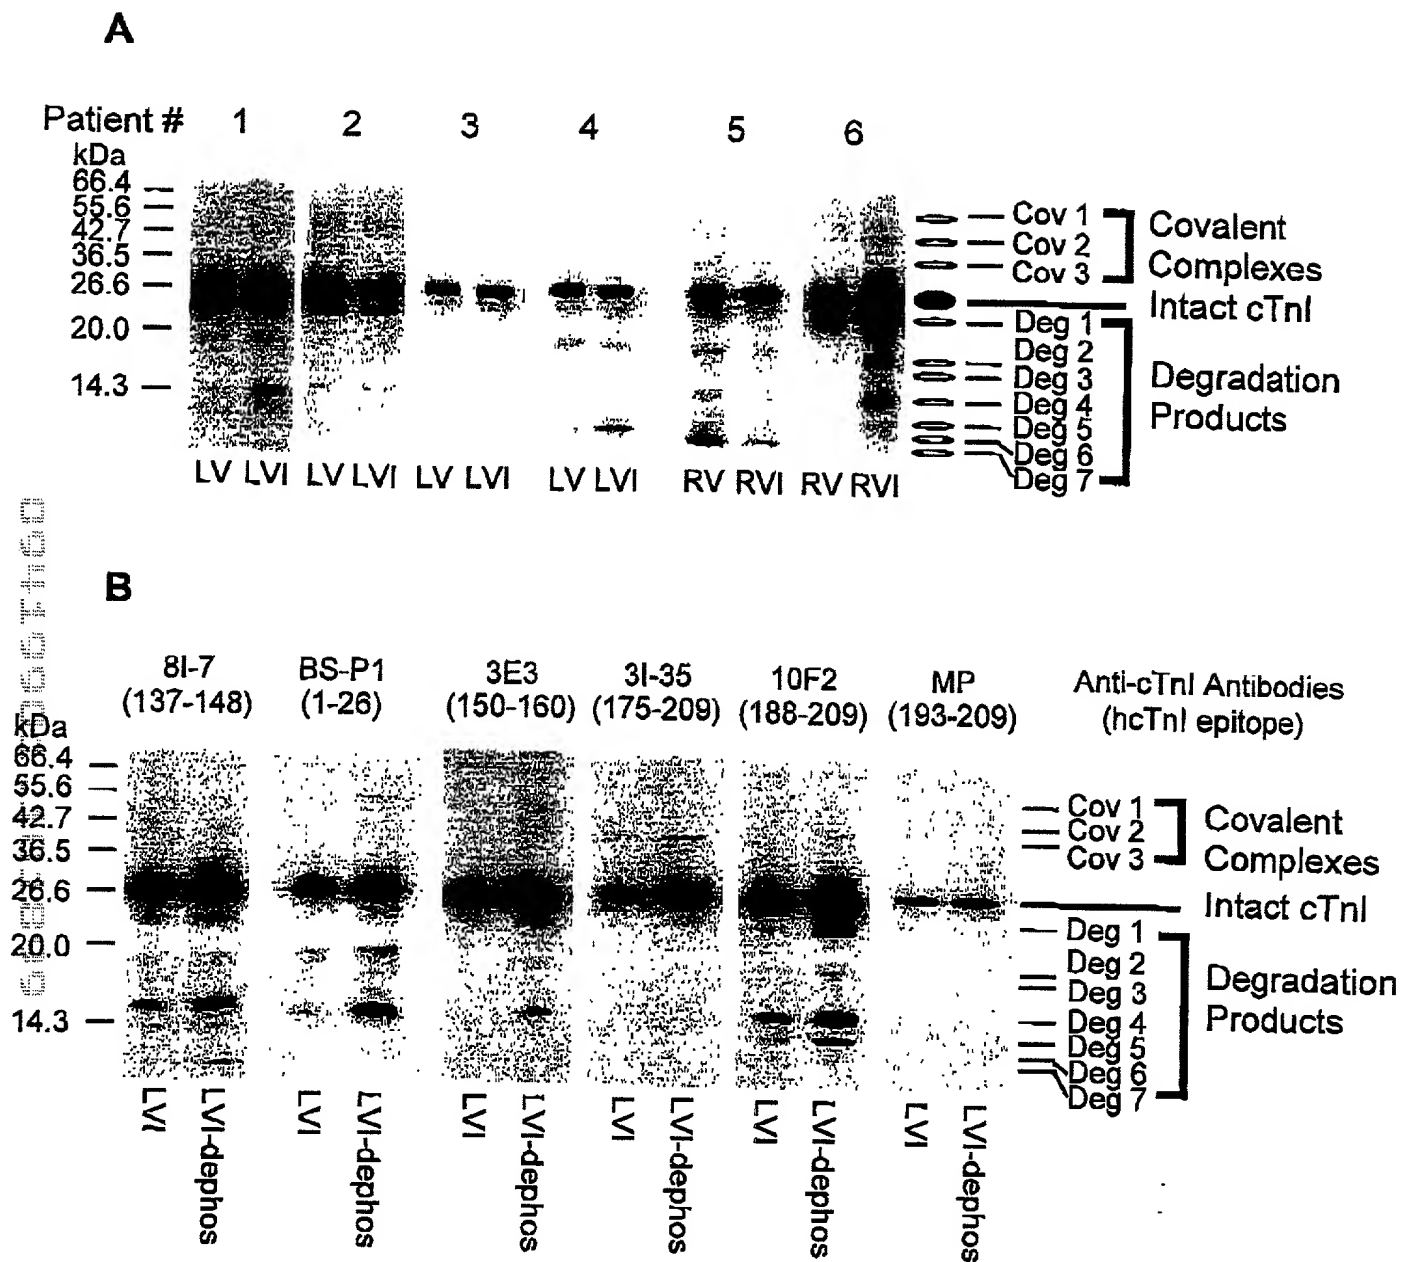 A
Patient # 1 2 3 4 5 6
kDa
66.4
55.6
42.7
36.5
26.6
20.0
14.3
Cov 1
Cov 2
Cov 3
Covalent
Complexes
Intact cTnI
Deg 1
Deg 2
Deg 3
Deg 4
Deg 5
Deg 6
Deg 7
Degradation
Products
LV LVI LV LVI LV LVI LV LVI RV RVI RV RVI
B
8I-7 BS-P1 3E3 3I-35 10F2 MP Anti-cTnI Antibodies
(137-148) (1-26) (150-160) (175-209) (188-209) (193-209) (hcTnI epitope)
kDa
66.4
55.6
42.7
36.5
26.6
20.0
14.3
Cov 1
Cov 2
Cov 3
Covalent
Complexes
Intact cTnI
Deg 1
Deg 2
Deg 3
Deg 4
Deg 5
Deg 6
Deg 7
Degradation
Products
LVI
LVI-dephos
LVI
LVI-dephos
LVI
LVI-dephos
LVI
LVI-dephos
LVI
LVI-dephos
LVI
LVI-dephos